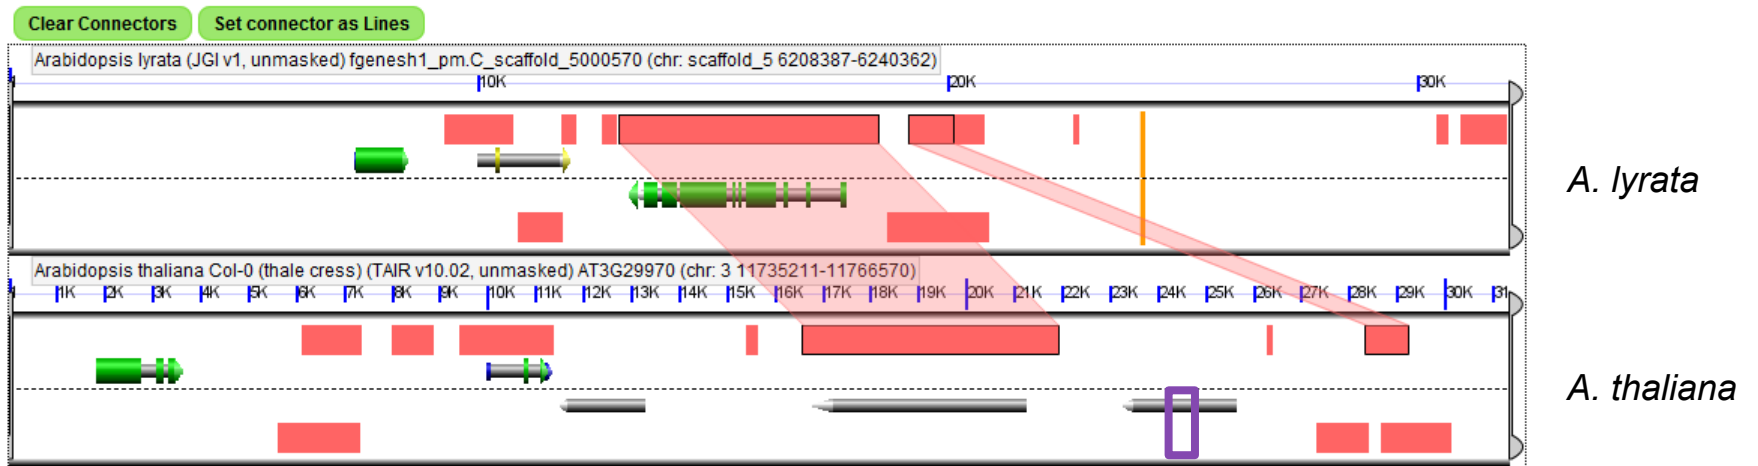 Clear Connectors Set connector as Lines
Arabidopsis lyrata (JGI v1, unmasked) fgenesh1_pm.C_scaffold_5000570 (chr: scaffold_5 6208387-6240362)
10K 20K 30K
A. lyrata
Arabidopsis thaliana Col-0 (thale cress) (TAIR v10.02, unmasked) AT3G29970 (chr: 3 11735211-11766570)
1K 2K 3K 4K 5K 6K 7K 8K 9K 10K 11K 12K 13K 14K 15K 16K 17K 18K 19K 20K 21K 22K 23K 24K 25K 26K 27K 28K 29K 30K 31
A. thaliana